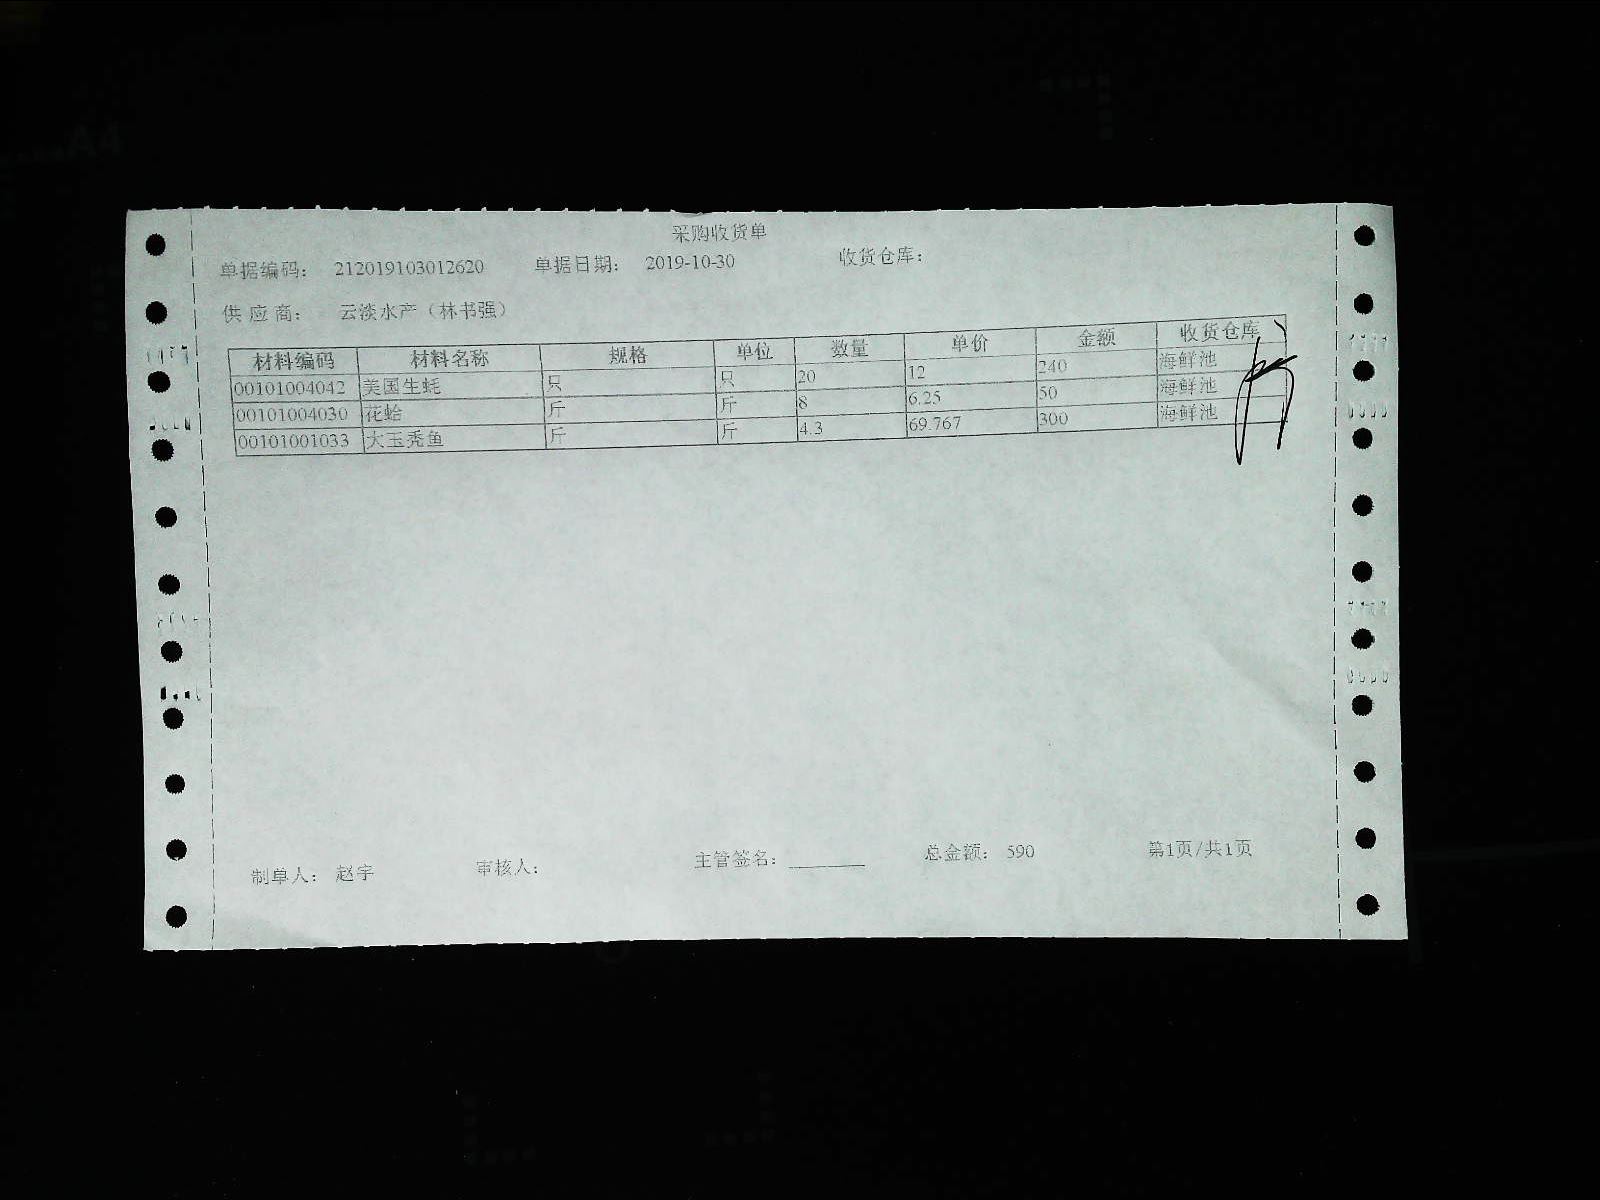 采购收货单
单据编码： 212019103012620 单据日期： 2019-10-30 收货仓库：
供应商： 云淡水产（林书强）
材料编码 材料名称 规格 单位 数量 单价 金额 收货仓库
00101004042 美国生蚝 只 只 20 12 240 海鲜池
00101004030 花蛤 斤 斤 8 6.25 50 海鲜池
00101001033 大玉秃鱼 斤 斤 4.3 69.767 300 海鲜池
制单人： 赵宇 审核人： 主管签名： 总金额： 590 第1页/共1页